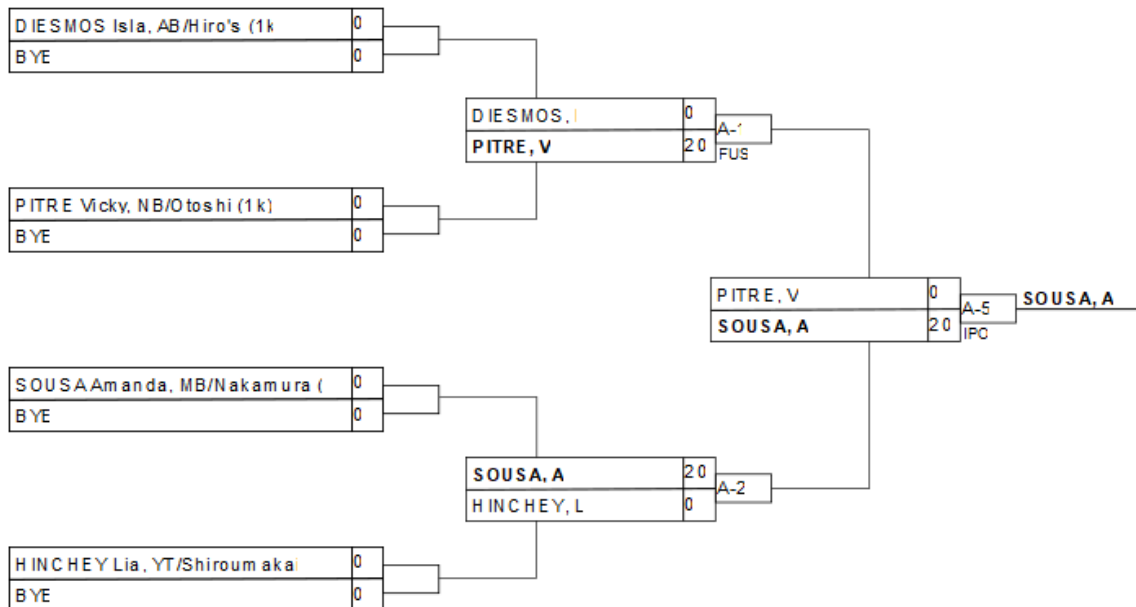 DIESMOS Isla, AB/Hiro's (1k 0
BYE 0
DIESMOS, 0
PITRE, V 20
A-1
FUS
PITRE Vicky, NB/Otoshi (1k) 0
BYE 0
PITRE, V 0
SOUSA, A 20
A-5
IPO
SOUSA, A
SOUSA Amanda, MB/Nakamura ( 0
BYE 0
SOUSA, A 20
HINCHEY, L 0
A-2
HINCHEY Lia, YT/Shiroumakai 0
BYE 0